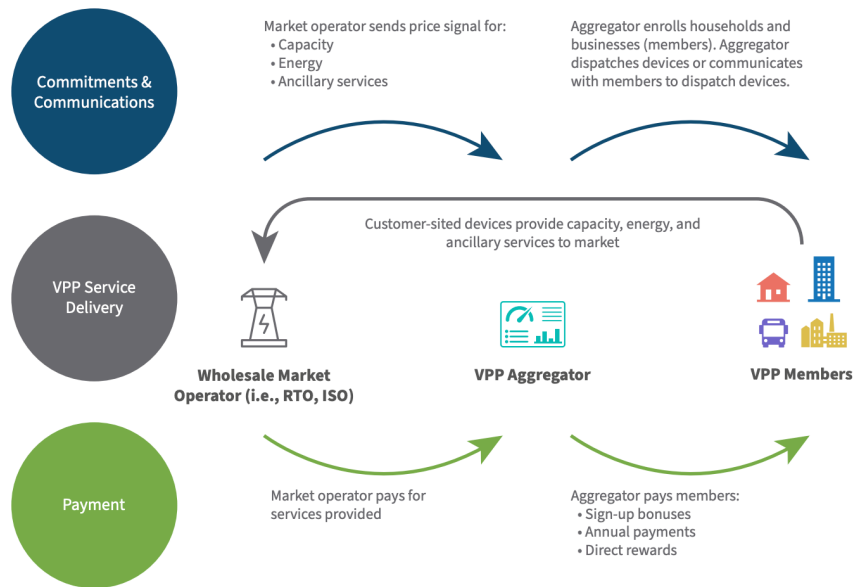 Commitments &
Communications
Market operator sends price signal for:
• Capacity
• Energy
• Ancillary services
Aggregator enrolls households and
businesses (members). Aggregator
dispatches devices or communicates
with members to dispatch devices.
VPP Service
Delivery
Customer-sited devices provide capacity, energy, and
ancillary services to market
Wholesale Market
Operator (i.e., RTO, ISO)
VPP Aggregator
VPP Members
Payment
Market operator pays for
services provided
Aggregator pays members:
• Sign-up bonuses
• Annual payments
• Direct rewards